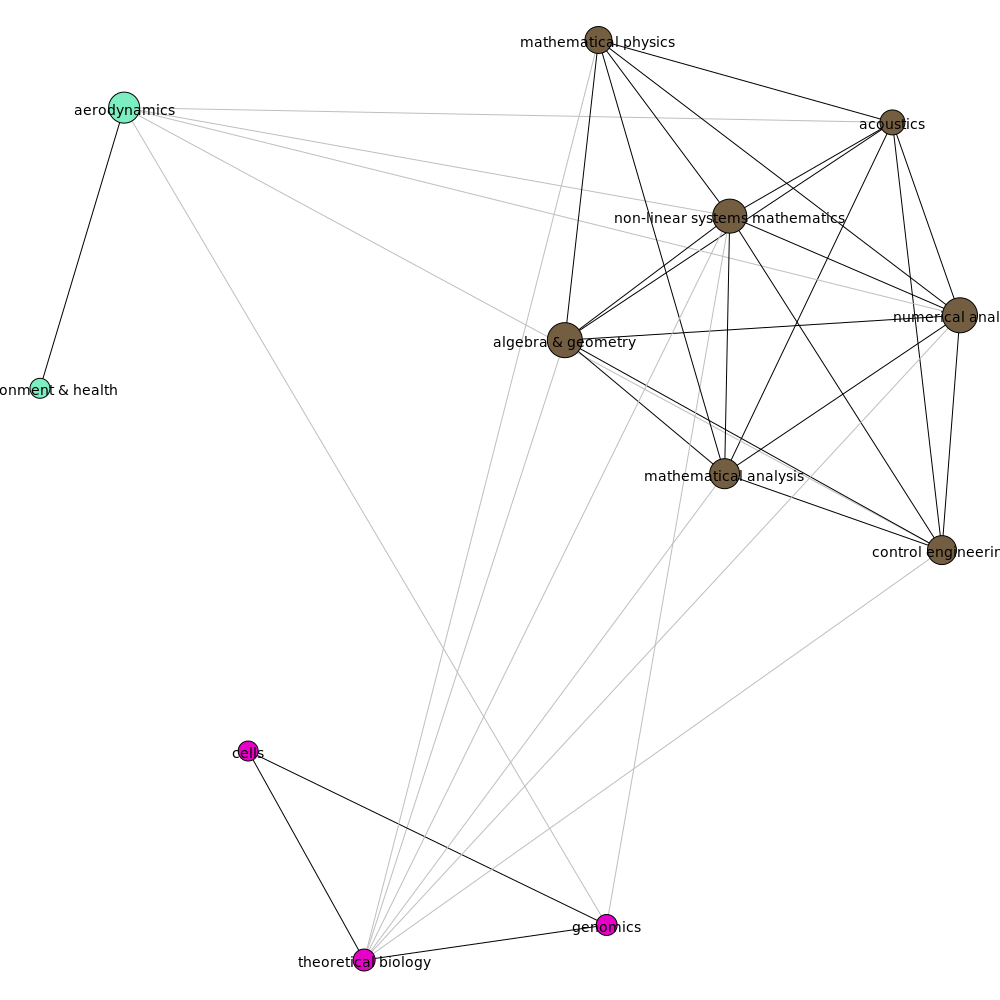 mathematical physics
aerodynamics
acoustics
non-linear systems mathematics
numerical anal
algebra & geometry
onment & health
mathematical analysis
control engineerin
cells
genomics
theoretical biology